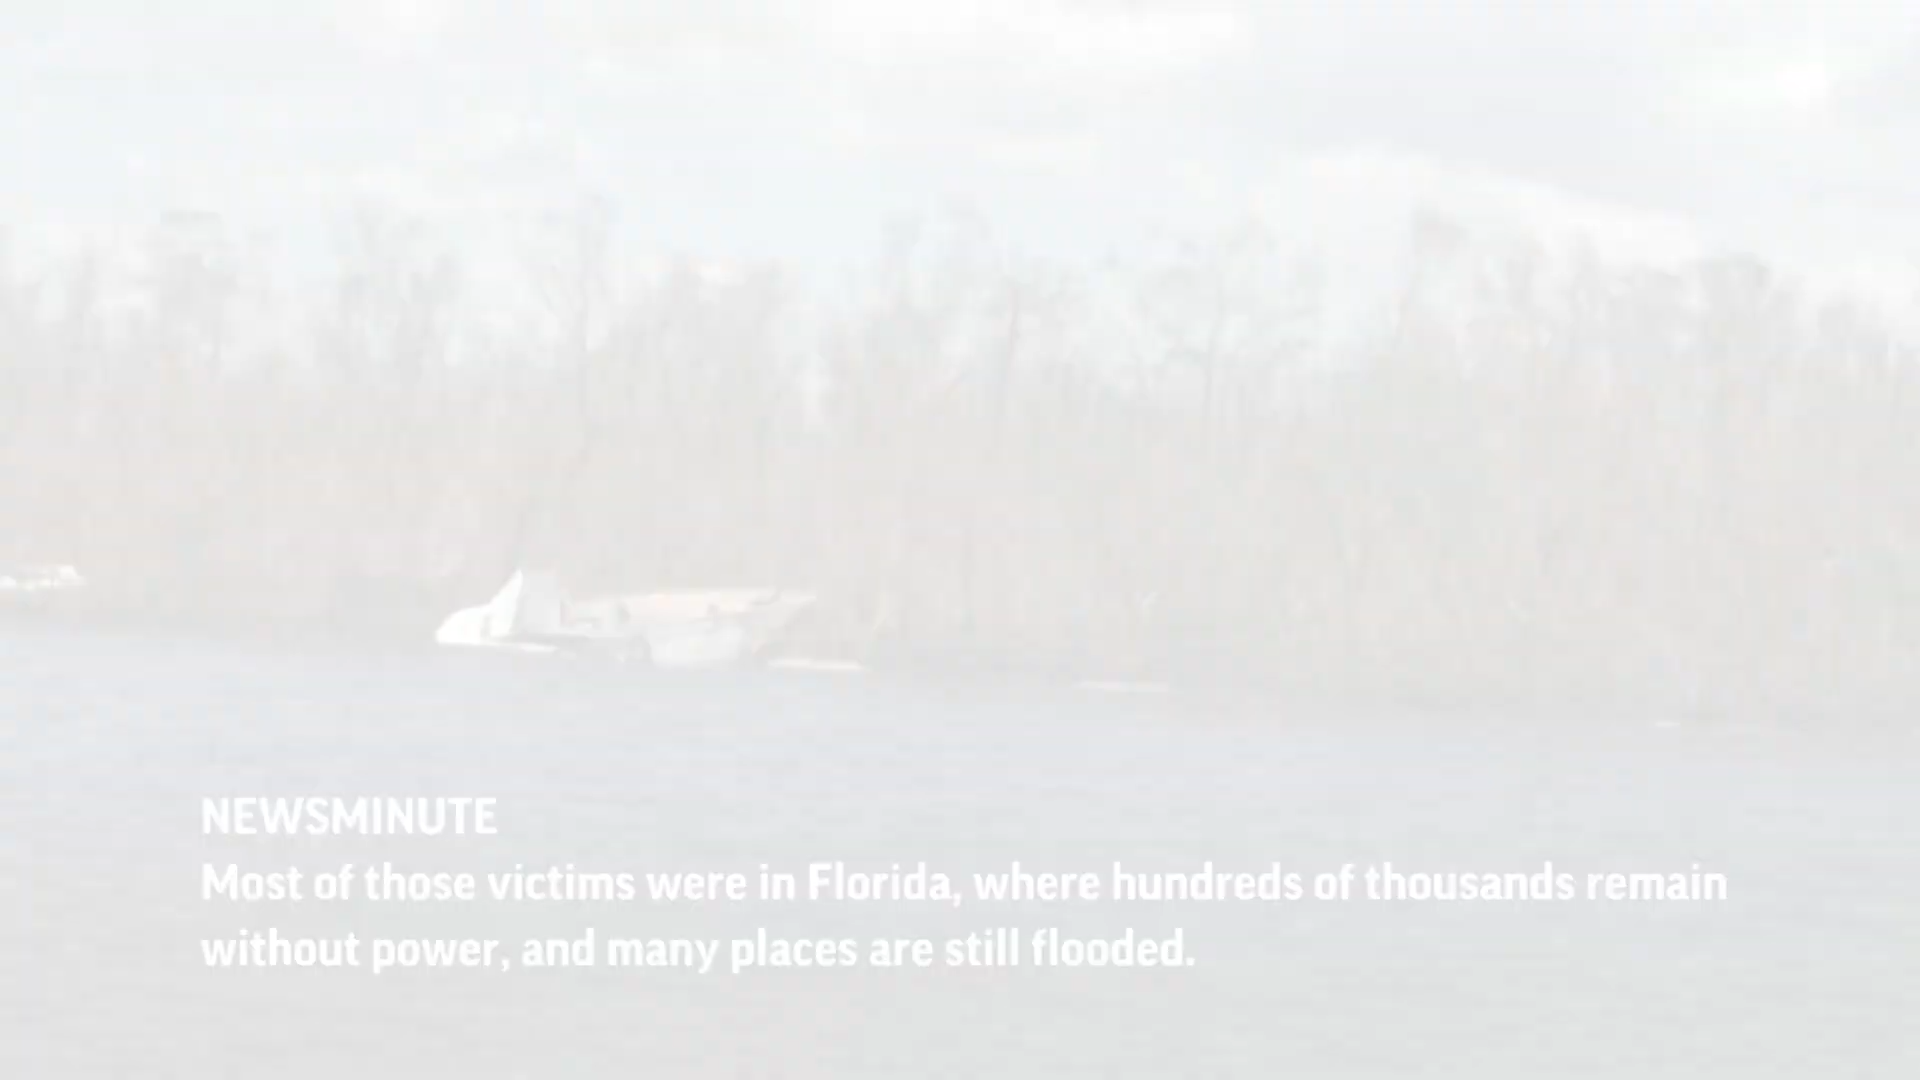 NEWSMINUTE
Most of those victims were in Florida, where hundreds of thousands remain
without power, and many places are still flooded.